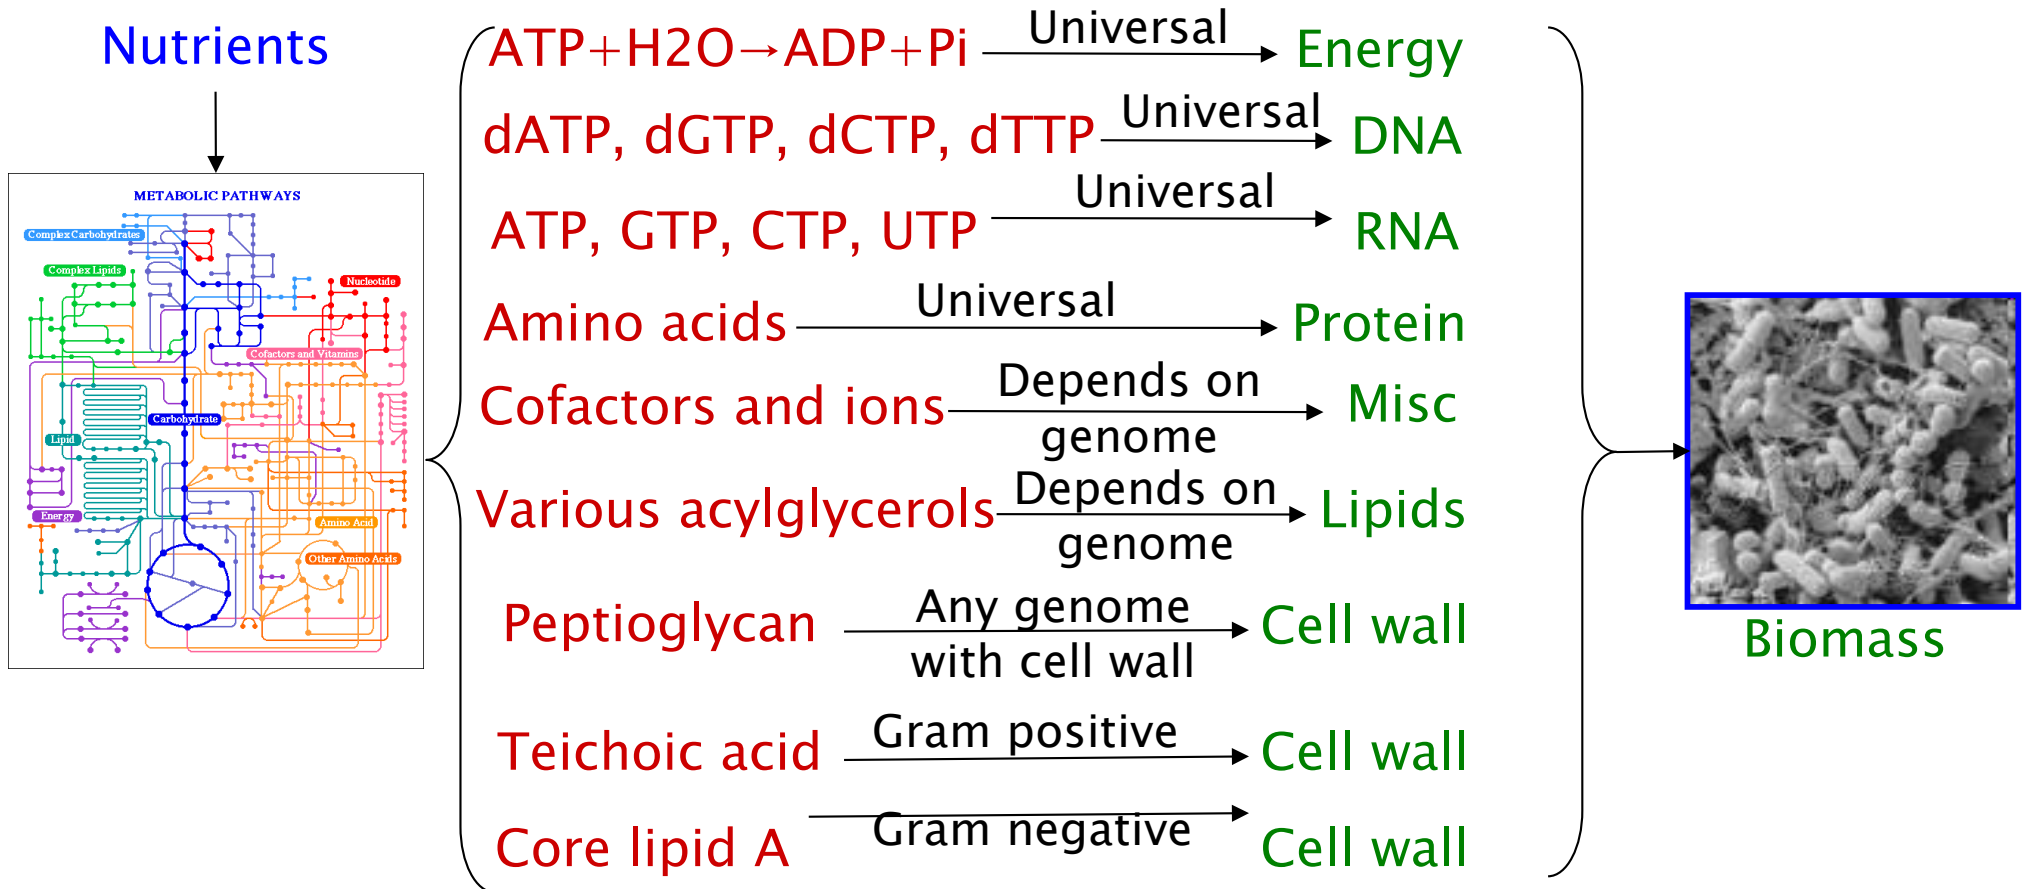 Nutrients
METABOLIC PATHWAYS
Complex Carbohydrates
Complex Lipids
Nucleotide
Cofactors and Vitamins
Carbohydrate
Lipid
Energy
Amino Acid
Other Amino Acids
ATP+H2O→ADP+Pi Universal Energy
dATP, dGTP, dCTP, dTTP Universal DNA
ATP, GTP, CTP, UTP Universal RNA
Amino acids Universal Protein
Cofactors and ions Depends on genome Misc
Various acylglycerols Depends on genome Lipids
Peptioglycan Any genome with cell wall Cell wall
Teichoic acid Gram positive Cell wall
Core lipid A Gram negative Cell wall
Biomass